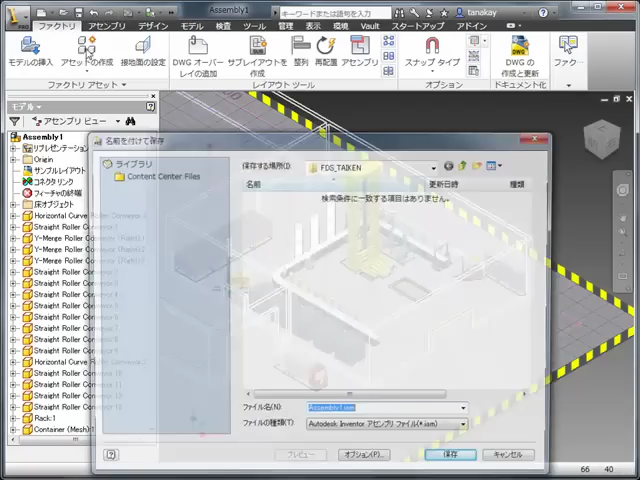 Assembly1
キーワードまたは語句を入力
tanakay
PRO
ファクトリ アセンブリ デザイン モデル 検査 ツール 管理 表示 環境 Vault スタートアップ アドイン
モデルの挿入
アセットの作成
接地面の設定
DWG オーバーレイの追加
サブレイアウトを作成
整列
再配置
アセンブリ
スナップ タイプ
DWG の作成と更新
ファク...
ファクトリ アセット
レイアウト ツール
オプション
ドキュメント化
モデル
アセンブリ ビュー
Assembly1
リプレゼンテーション
Origin
サンプルレイアウト
コネクタ リンク
フィーチャの終端
床オブジェクト
Horizontal Curve Roller Conveyor
Straight Roller Conveyor
Y-Merge Roller Conveyor (Right)
Y-Merge Roller Conveyor (Right)
Straight Roller Conveyor
Straight Roller Conveyor
Straight Roller Conveyor
Straight Roller Conveyor
Straight Roller Conveyor
Straight Roller Conveyor
Straight Roller Conveyor
Straight Roller Conveyor
Horizontal Curve Roller Conveyor
Straight Roller Conveyor
Straight Roller Conveyor
Straight Roller Conveyor
Rack:1
Container (Mesh):1
名前を付けて保存
ライブラリ
Content Center Files
保存する場所(I):
FDS_TAIKEN
名前
更新日時
種類
検索条件に一致する項目はありません。
ファイル名(N):
Assembly1.iam
ファイルの種類(T):
Autodesk Inventor アセンブリ ファイル(*.iam)
プレビュー
オプション(P)...
保存
キャンセル
66 40